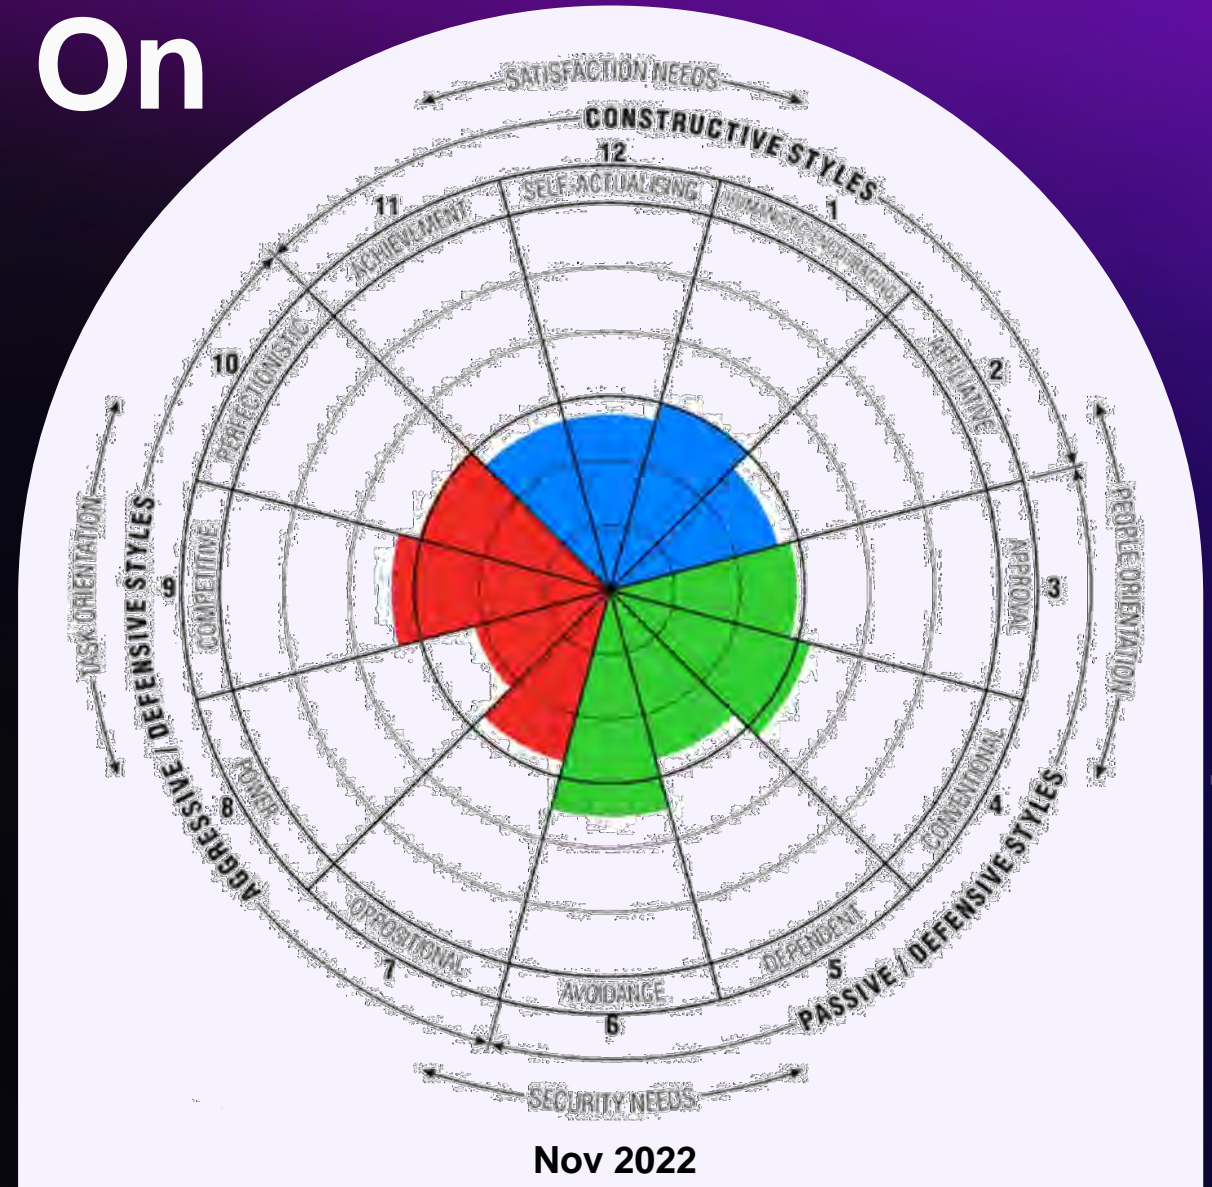 On
SATISFACTION NEEDS
CONSTRUCTIVE STYLES
12
SELF-ACTUALISING
11
ACHIEVEMENT
1
HUMANISTIC-ENCOURAGING
10
PERFECTIONISTIC
2
AFFILIATIVE
TASK ORIENTATION
PEOPLE ORIENTATION
AGGRESSIVE / DEFENSIVE STYLES
9
COMPETITIVE
3
APPROVAL
8
POWER
4
CONVENTIONAL
7
OPPOSITIONAL
5
DEPENDENT
PASSIVE / DEFENSIVE STYLES
AVOIDANCE
6
SECURITY NEEDS
Nov 2022